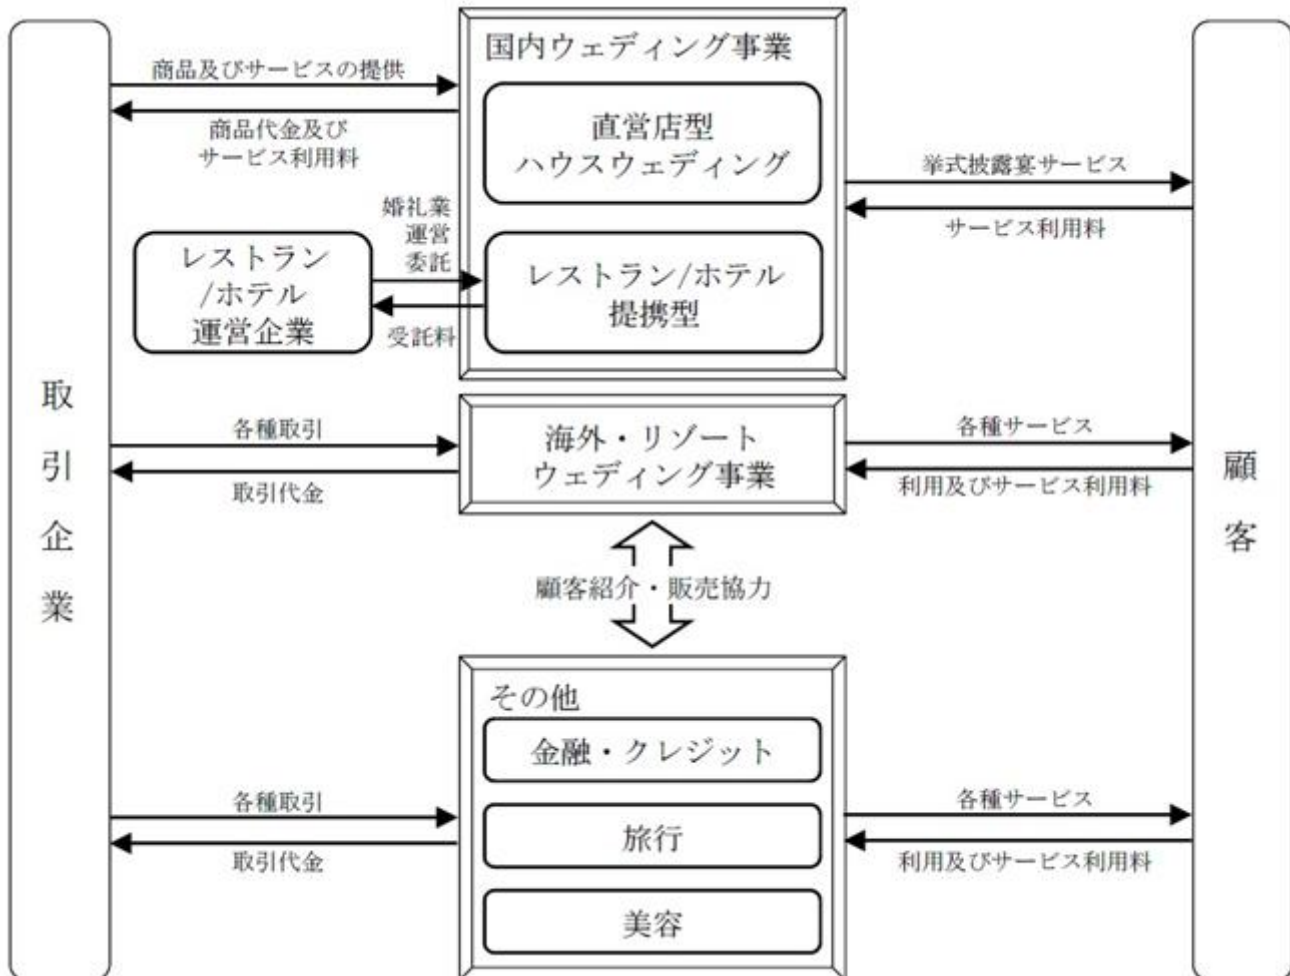 国内ウェディング事業
商品及びサービスの提供
商品代金及び
サービス利用料
直営店型
ハウスウェディング
挙式披露宴サービス
サービス利用料
婚礼業
運営
委託
レストラン
/ホテル
運営企業
レストラン/ホテル
提携型
受託料
取引企業
各種取引
取引代金
海外・リゾート
ウェディング事業
各種サービス
利用及びサービス利用料
顧客
顧客紹介・販売協力
その他
金融・クレジット
旅行
美容
各種取引
取引代金
各種サービス
利用及びサービス利用料